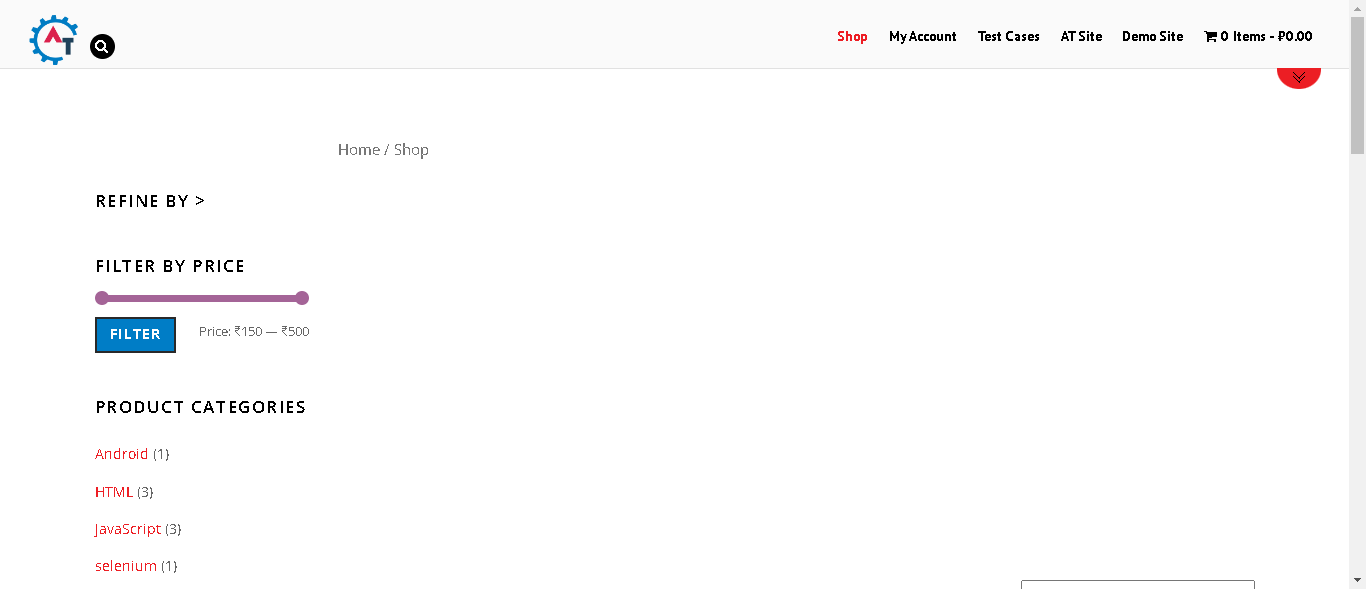 AT
Shop My Account Test Cases AT Site Demo Site 0 Items - ₹0.00
Home / Shop
REFINE BY >
FILTER BY PRICE
FILTER Price: ₹150 — ₹500
PRODUCT CATEGORIES
Android (1)
HTML (3)
JavaScript (3)
selenium (1)